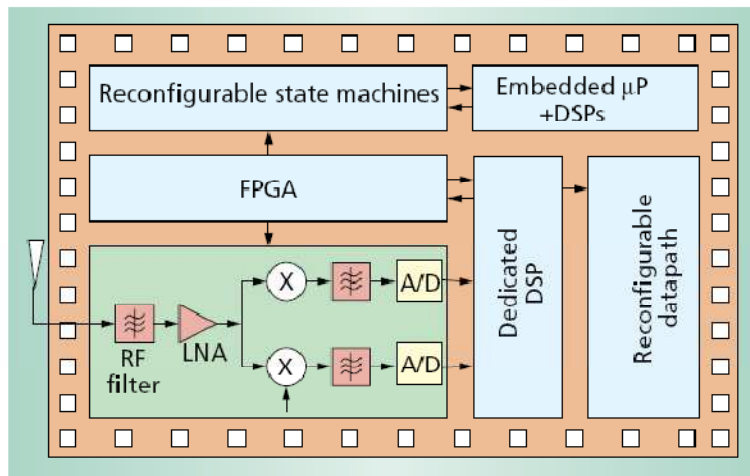 Reconfigurable state machines
Embedded μP
+DSPs
FPGA
Dedicated
DSP
Reconfigurable
datapath
X
A/D
RF
filter
LNA
X
A/D